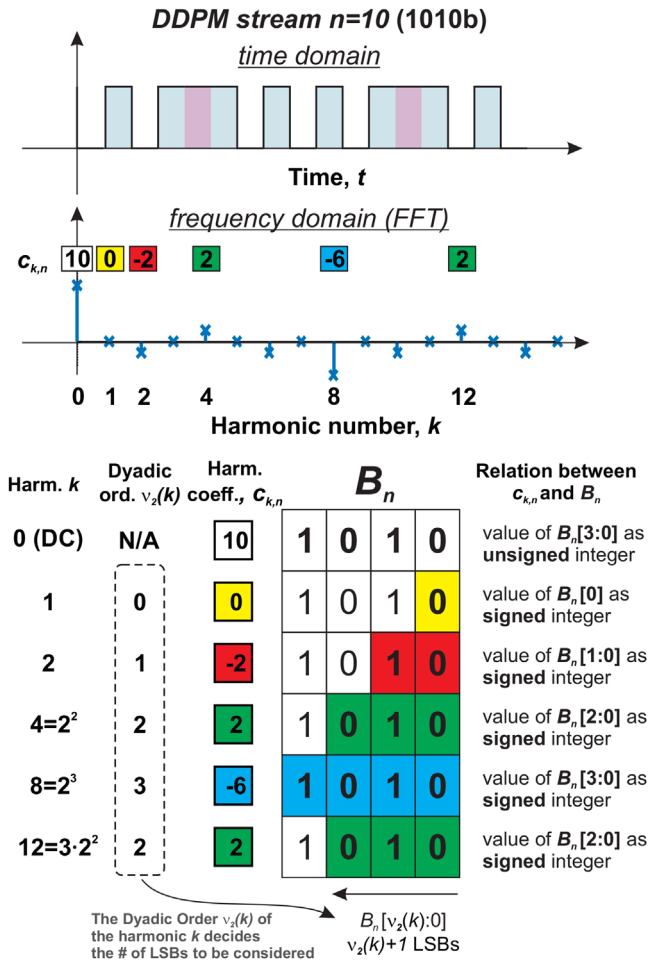 DDPM stream n=10 (1010b)
time domain
Time, t
frequency domain (FFT)
c_{k,n} 10 0 -2 2 -6 2
0 1 2 4 8 12
Harmonic number, k
Harm. k
Dyadic
ord. ν₂(k)
Harm.
coeff., c_{k,n}
B_n
Relation between
c_{k,n} and B_n
0 (DC) N/A 10 1 0 1 0
value of B_n[3:0] as
unsigned integer
1 0 0 1 0 1 0
value of B_n[0] as
signed integer
2 1 -2 1 0 1 0
value of B_n[1:0] as
signed integer
4=2² 2 2 1 0 1 0
value of B_n[2:0] as
signed integer
8=2³ 3 -6 1 0 1 0
value of B_n[3:0] as
signed integer
12=3·2² 2 2 1 0 1 0
value of B_n[2:0] as
signed integer
The Dyadic Order ν₂(k) of
the harmonic k decides
the # of LSBs to be considered
B_n[ν₂(k):0]
ν₂(k)+1 LSBs